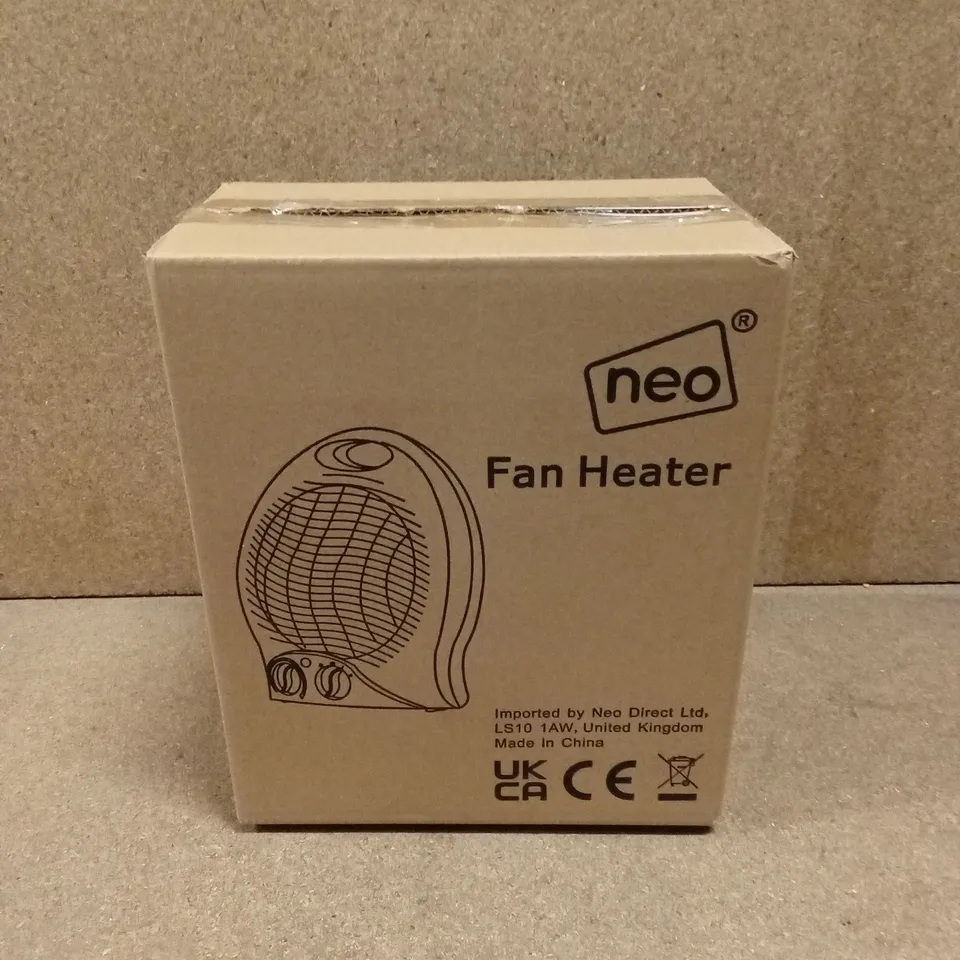 neo ®
Fan Heater
Imported by Neo Direct Ltd,
LS10 1AW, United Kingdom
Made In China
UK
CA CE